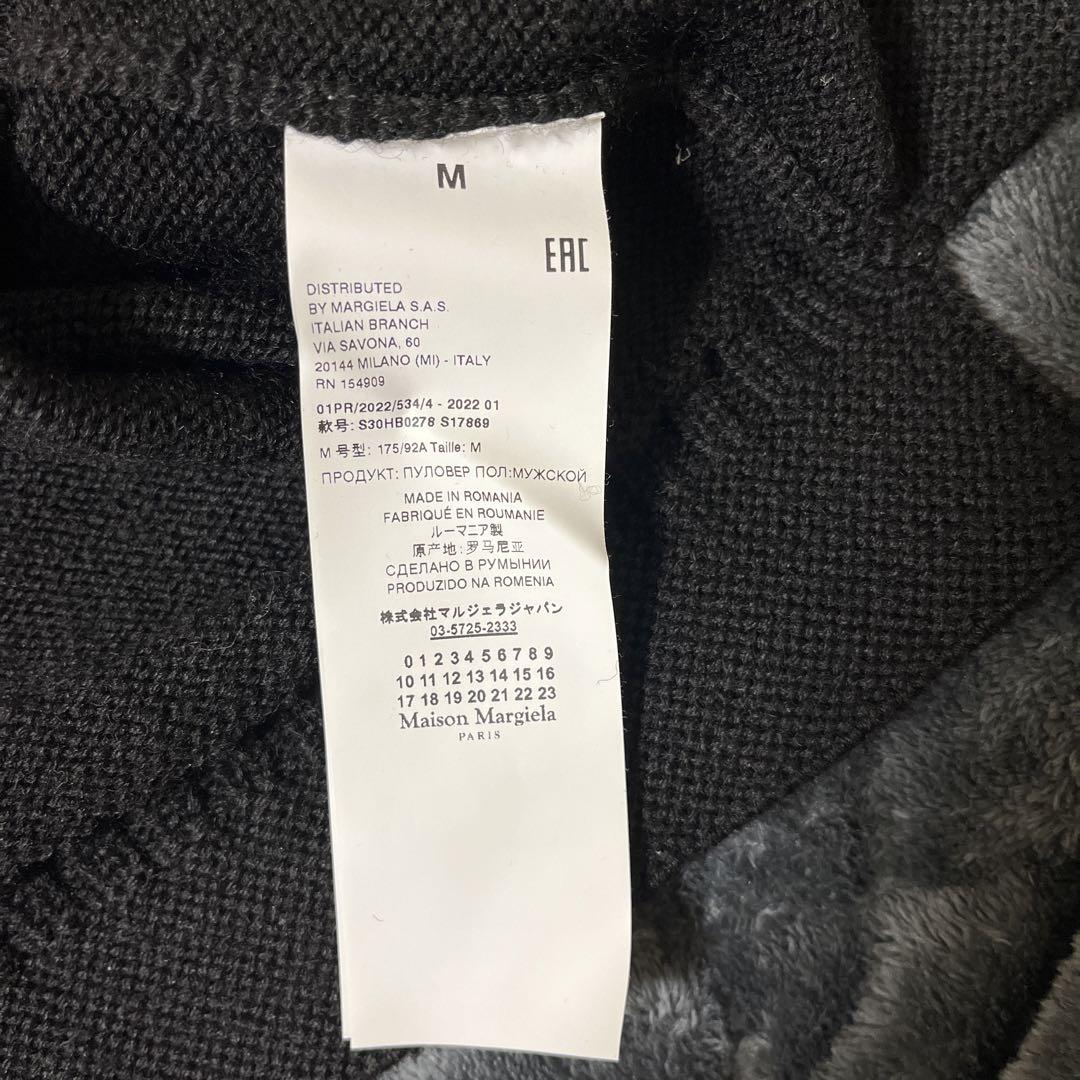 M
EAC
DISTRIBUTED
BY MARGIELA S.A.S.
ITALIAN BRANCH
VIA SAVONA, 60
20144 MILANO (MI) - ITALY
RN 154909
01PR/2022/534/4 - 2022 01
款号: S30HB0278 S17869
M 号型: 175/92A Taille: M
ПРОДУКТ: ПУЛОВЕР ПОЛ:МУЖСКОЙ
MADE IN ROMANIA
FABRIQUÉ EN ROUMANIE
ルーマニア製
原产地: 罗马尼亚
СДЕЛАНО В РУМЫНИИ
PRODUZIDO NA ROMENIA
株式会社マルジェラジャパン
03-5725-2333
0 1 2 3 4 5 6 7 8 9
10 11 12 13 14 15 16
17 18 19 20 21 22 23
Maison Margiela
PARIS